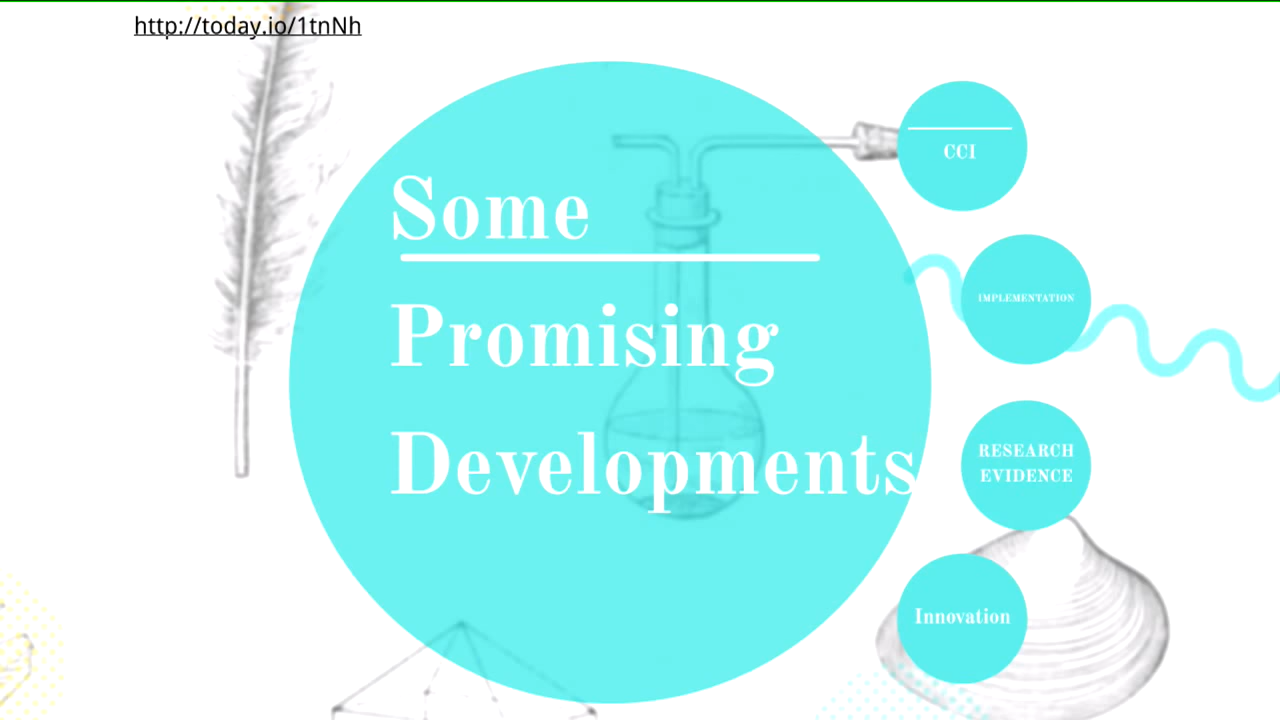 http://today.io/1tnNh
Some
Promising
Developments
CCI
IMPLEMENTATION
RESEARCH
EVIDENCE
Innovation